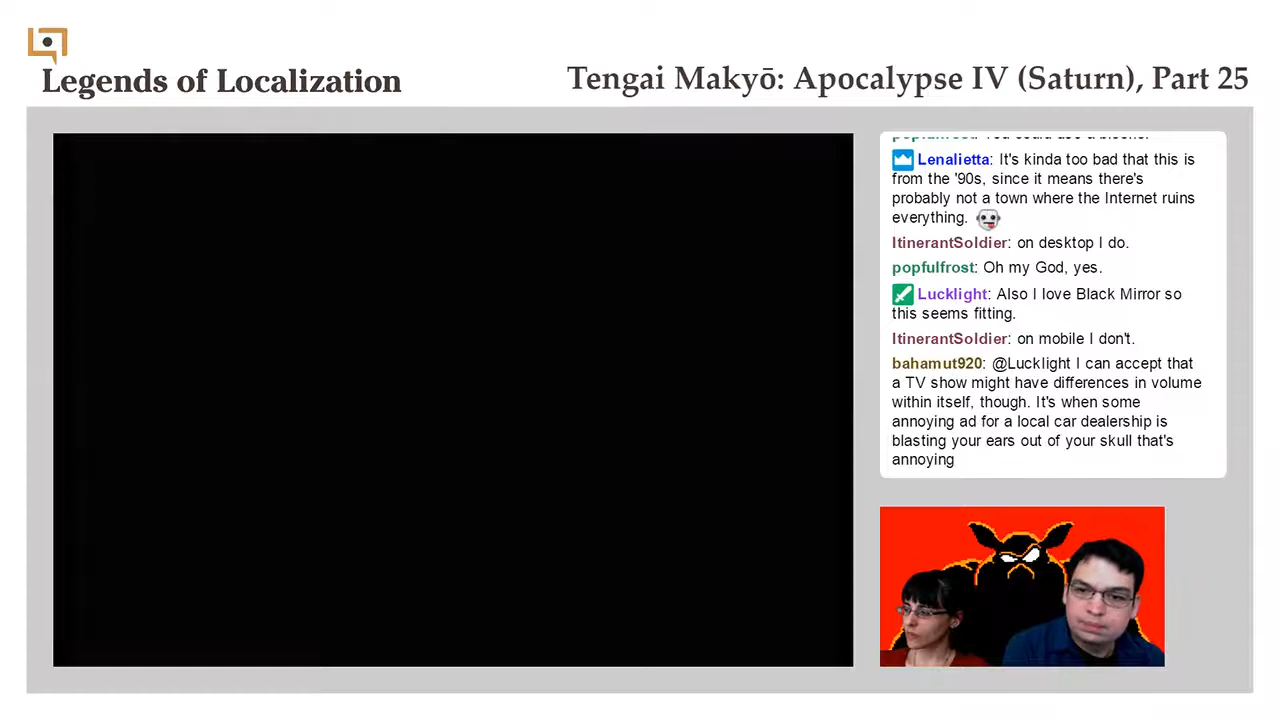 Legends of Localization
Tengai Makyō: Apocalypse IV (Saturn), Part 25
Lenalietta: It's kinda too bad that this is
from the '90s, since it means there's
probably not a town where the Internet ruins
everything.
ItinerantSoldier: on desktop I do.
popfulfrost: Oh my God, yes.
Lucklight: Also I love Black Mirror so
this seems fitting.
ItinerantSoldier: on mobile I don't.
bahamut920: @Lucklight I can accept that
a TV show might have differences in volume
within itself, though. It's when some
annoying ad for a local car dealership is
blasting your ears out of your skull that's
annoying